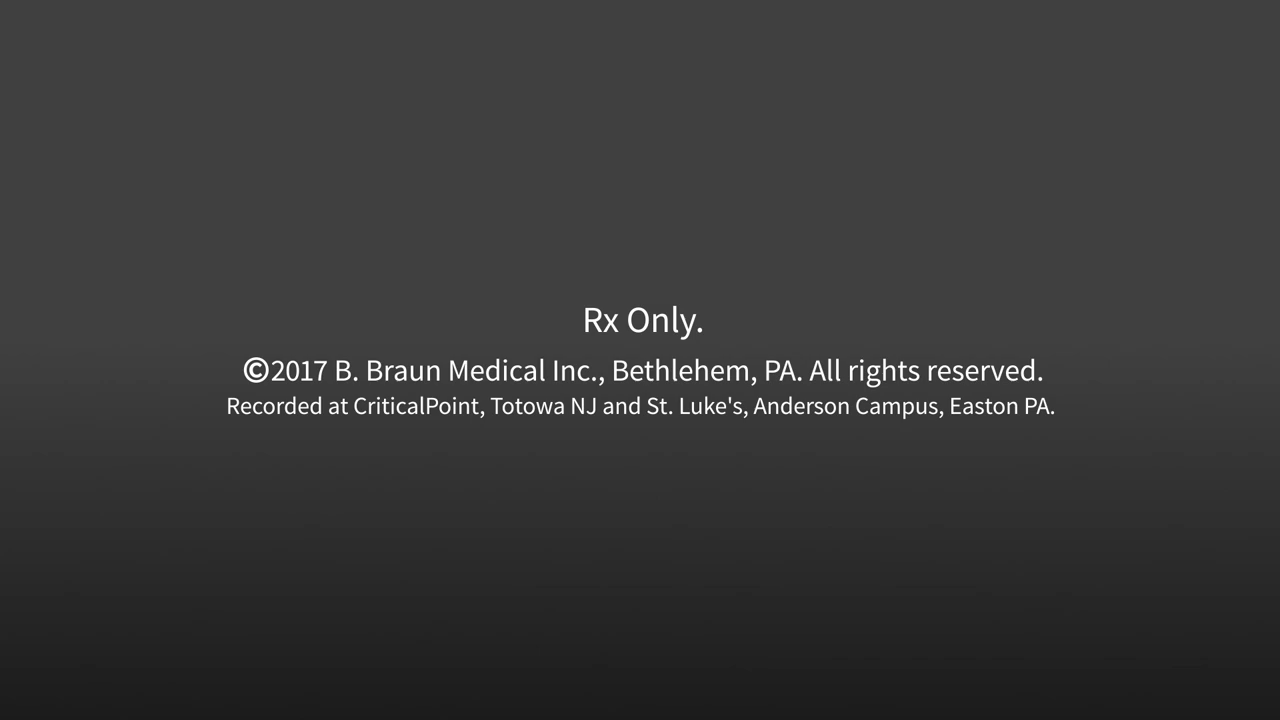 Rx Only.
©2017 B. Braun Medical Inc., Bethlehem, PA. All rights reserved.
Recorded at CriticalPoint, Totowa NJ and St. Luke's, Anderson Campus, Easton PA.